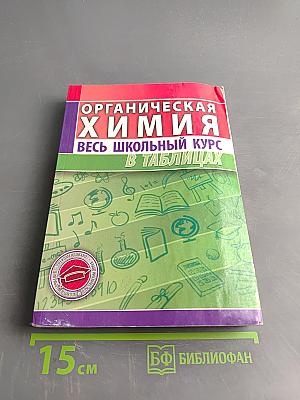 ОРГАНИЧЕСКАЯ
ХИМИЯ
ВЕСЬ ШКОЛЬНЫЙ КУРС
В ТАБЛИЦАХ
15 см
БФ БИБЛИОФАН